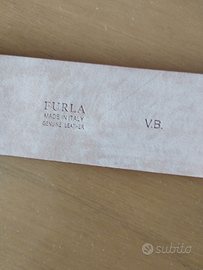 FURLA
MADE IN ITALY
GENUINE LEATHER
V.B.
subito